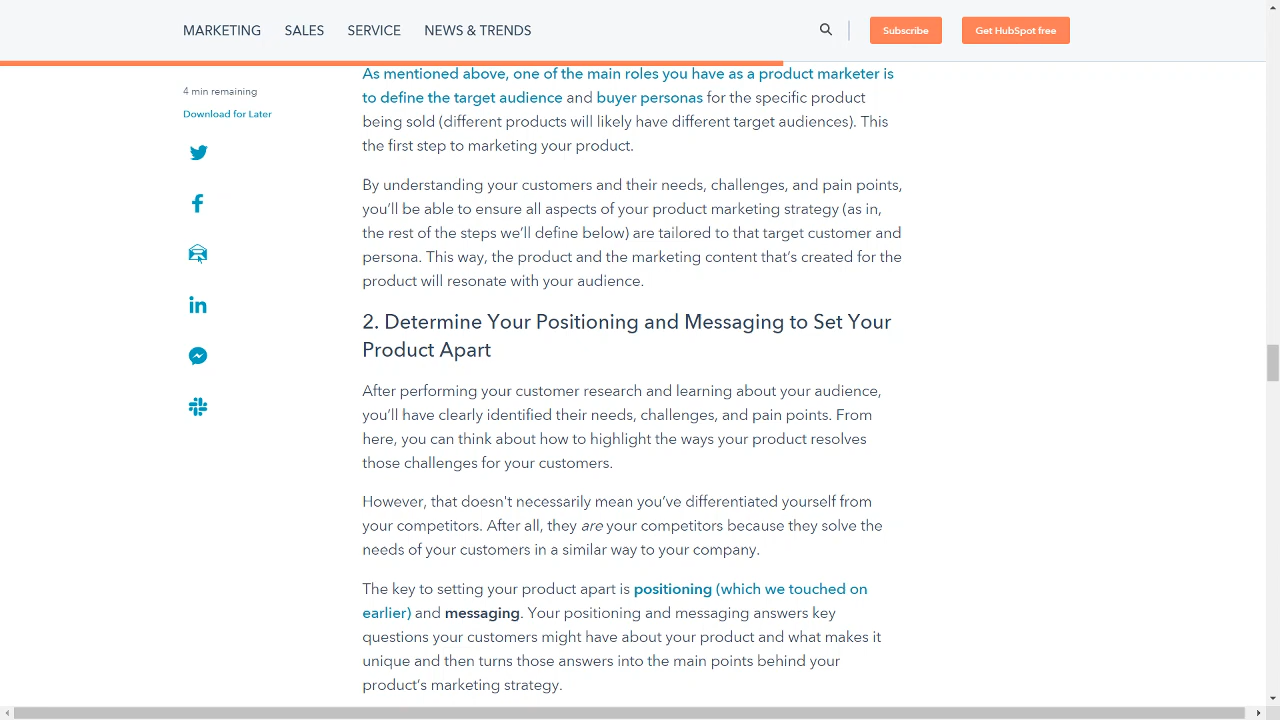 MARKETING SALES SERVICE NEWS & TRENDS Subscribe Get HubSpot free
4 min remaining
Download for Later
As mentioned above, one of the main roles you have as a product marketer is
to define the target audience and buyer personas for the specific product
being sold (different products will likely have different target audiences). This
the first step to marketing your product.
By understanding your customers and their needs, challenges, and pain points,
you’ll be able to ensure all aspects of your product marketing strategy (as in,
the rest of the steps we’ll define below) are tailored to that target customer and
persona. This way, the product and the marketing content that’s created for the
product will resonate with your audience.
2. Determine Your Positioning and Messaging to Set Your
Product Apart
After performing your customer research and learning about your audience,
you’ll have clearly identified their needs, challenges, and pain points. From
here, you can think about how to highlight the ways your product resolves
those challenges for your customers.
However, that doesn't necessarily mean you’ve differentiated yourself from
your competitors. After all, they are your competitors because they solve the
needs of your customers in a similar way to your company.
The key to setting your product apart is positioning (which we touched on
earlier) and messaging. Your positioning and messaging answers key
questions your customers might have about your product and what makes it
unique and then turns those answers into the main points behind your
product’s marketing strategy.